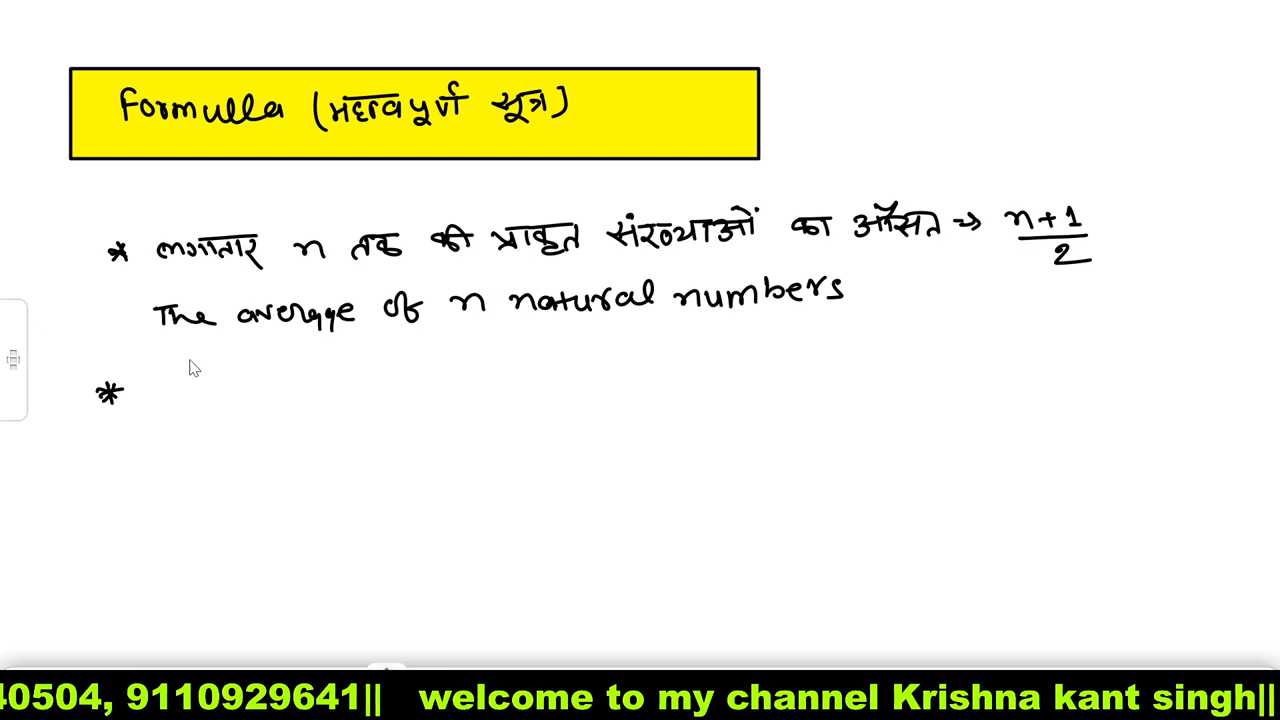 Formulla (महत्वपूर्ण सूत्र)
* लगातार n तक की प्राकृत संख्याओं का औसत → n+1/2
The average of n natural numbers
*
40504, 9110929641|| welcome to my channel Krishna kant singh||